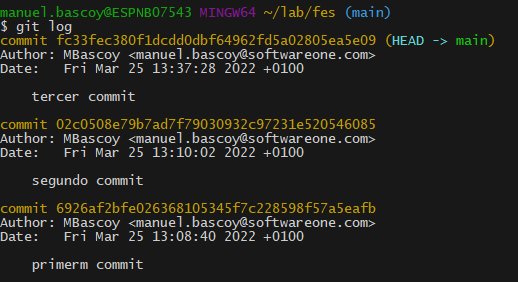 manuel.bascoy@ESPNB07543 MINGW64 ~/lab/fes (main)
$ git log
commit fc33fec380f1dcdd0dbf64962fd5a02805ea5e09 (HEAD -> main)
Author: MBascoy <manuel.bascoy@softwareone.com>
Date:   Fri Mar 25 13:37:28 2022 +0100
    tercer commit
commit 02c0508e79b7ad7f79030932c97231e520546085
Author: MBascoy <manuel.bascoy@softwareone.com>
Date:   Fri Mar 25 13:10:02 2022 +0100
    segundo commit
commit 6926af2bfe026368105345f7c228598f57a5eafb
Author: MBascoy <manuel.bascoy@softwareone.com>
Date:   Fri Mar 25 13:08:40 2022 +0100
    primerm commit